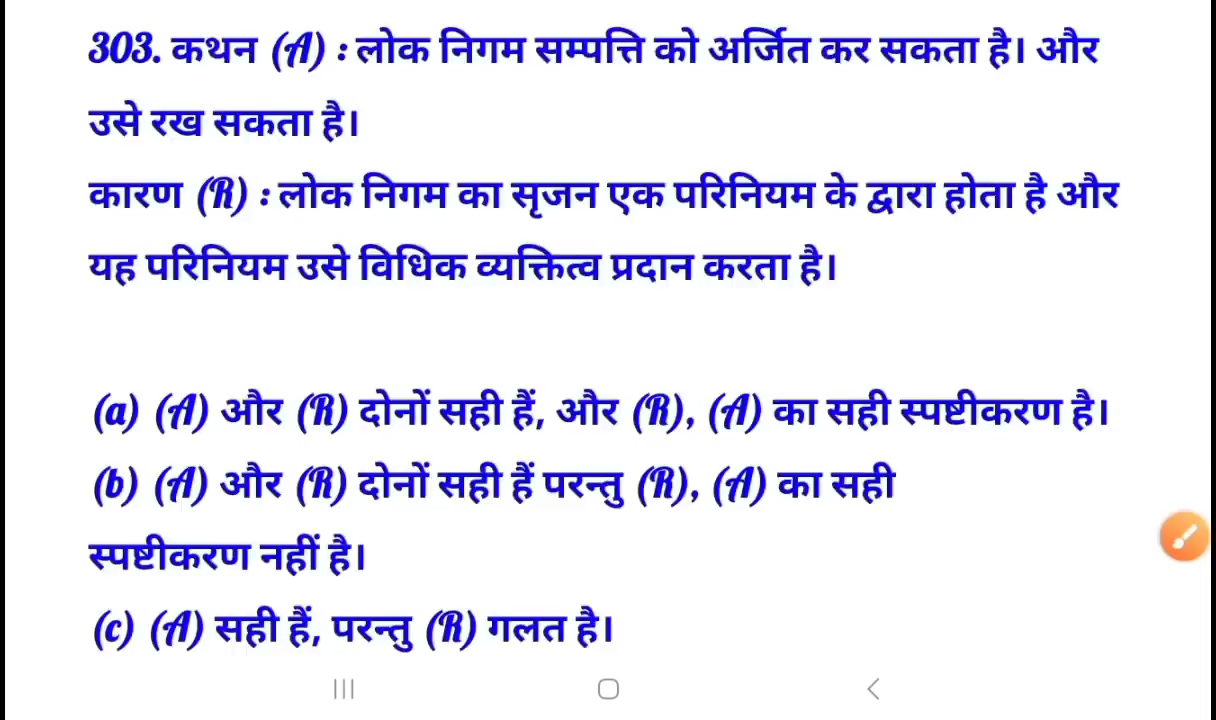 303. कथन (A) : लोक निगम सम्पत्ति को अर्जित कर सकता है। और
उसे रख सकता है।
कारण (R) : लोक निगम का सृजन एक परिनियम के द्वारा होता है और
यह परिनियम उसे विधिक व्यक्तित्व प्रदान करता है।
(a) (A) और (R) दोनों सही हैं, और (R), (A) का सही स्पष्टीकरण है।
(b) (A) और (R) दोनों सही हैं परन्तु (R), (A) का सही
स्पष्टीकरण नहीं है।
(c) (A) सही हैं, परन्तु (R) गलत है।